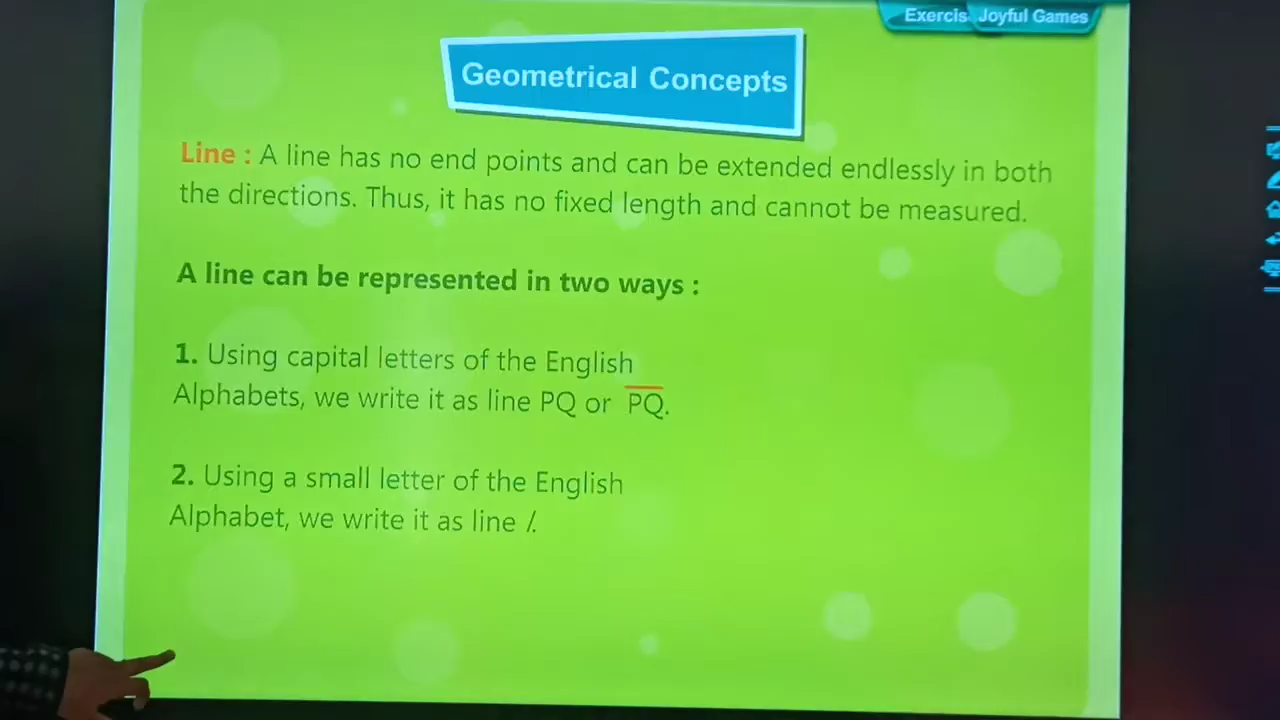 Exercis Joyful Games
Geometrical Concepts
Line : A line has no end points and can be extended endlessly in both
the directions. Thus, it has no fixed length and cannot be measured.
A line can be represented in two ways :
1. Using capital letters of the English
Alphabets, we write it as line PQ or P̅Q̅.
2. Using a small letter of the English
Alphabet, we write it as line l.